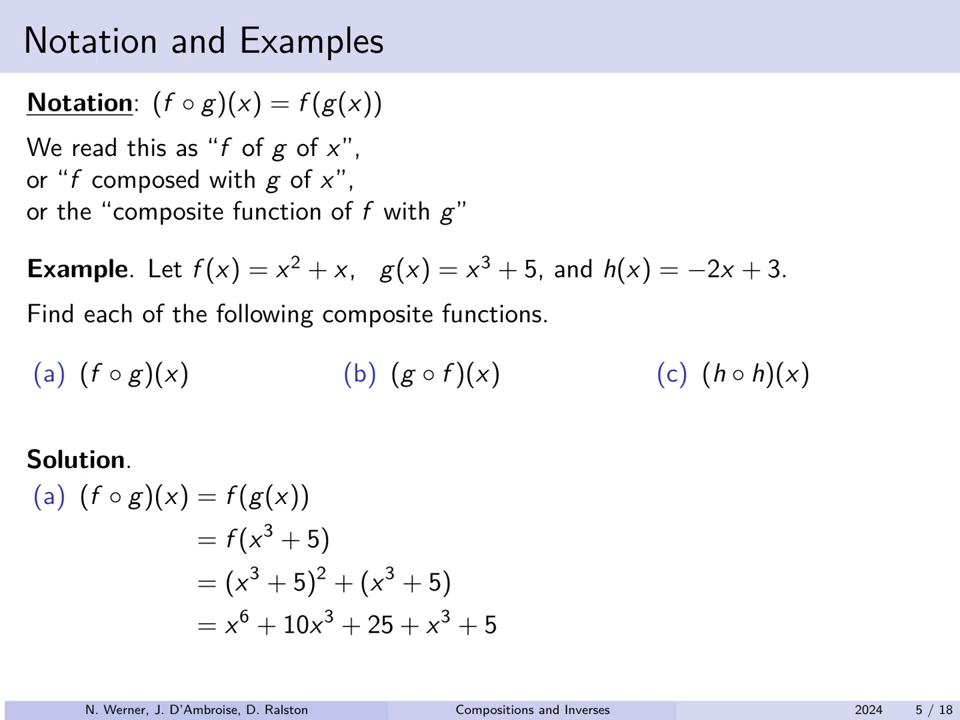 Notation and Examples
Notation: (f ∘ g)(x) = f(g(x))
We read this as “f of g of x”,
or “f composed with g of x”,
or the “composite function of f with g”
Example. Let f(x) = x² + x, g(x) = x³ + 5, and h(x) = −2x + 3.
Find each of the following composite functions.
(a) (f ∘ g)(x) (b) (g ∘ f)(x) (c) (h ∘ h)(x)
Solution.
(a) (f ∘ g)(x) = f(g(x))
= f(x³ + 5)
= (x³ + 5)² + (x³ + 5)
= x⁶ + 10x³ + 25 + x³ + 5
N. Werner, J. D’Ambroise, D. Ralston Compositions and Inverses 2024 5 / 18